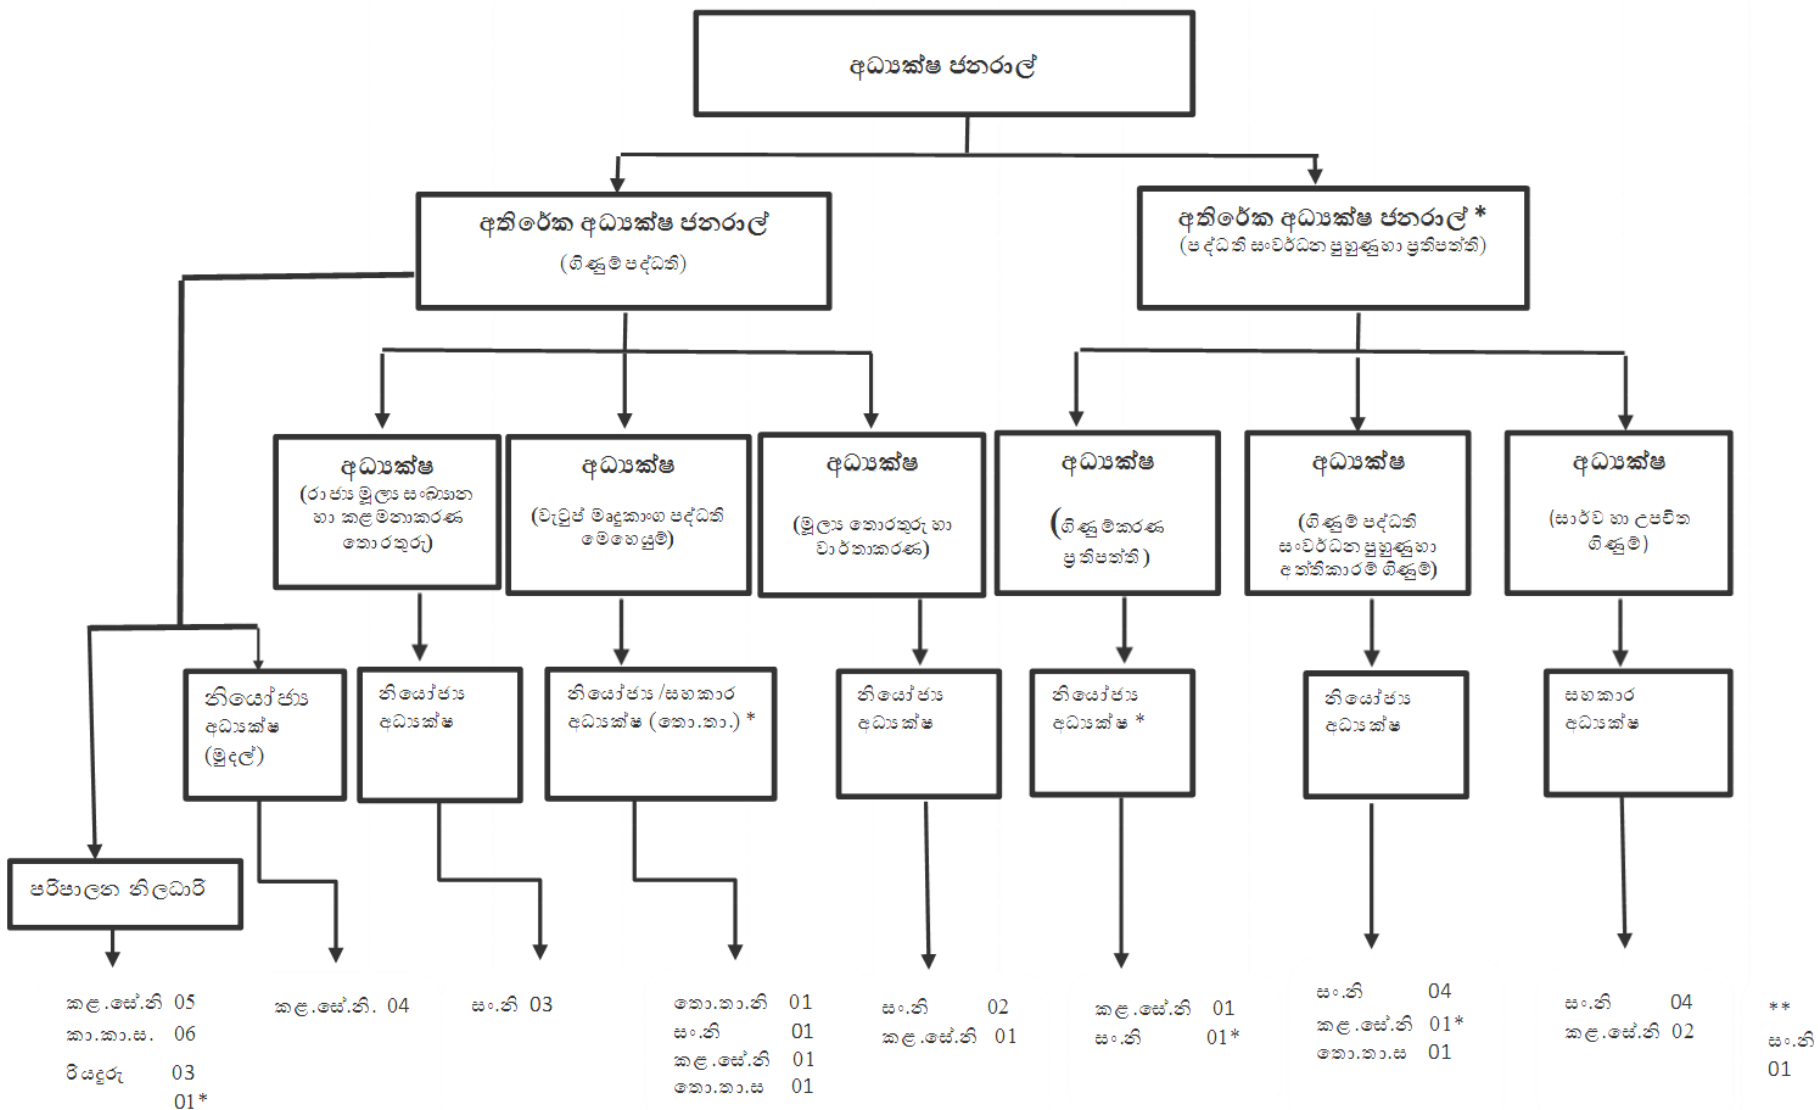 අධ්‍යක්ෂ ජනරාල්
අතිරේක අධ්‍යක්ෂ ජනරාල්
(ගිණුම් පද්ධති)
අතිරේක අධ්‍යක්ෂ ජනරාල් *
(පද්ධති සංවර්ධන පුහුණුහා ප්‍රතිපත්ති)
අධ්‍යක්ෂ
(රාජ්‍ය මූල්‍ය සංඛ්‍යාන
හා කළමනාකරණ
තොරතුරු)
අධ්‍යක්ෂ
(වැටුප් මෘදුකාංග පද්ධති
මෙහෙයුම්)
අධ්‍යක්ෂ
(මූල්‍ය තොරතුරු හා
වාර්තාකරණ)
අධ්‍යක්ෂ
(ගිණුම්කරණ
ප්‍රතිපත්ති)
අධ්‍යක්ෂ
(ගිණුම් පද්ධති
සංවර්ධන පුහුණුහා
අත්තිකාරම් ගිණුම්)
අධ්‍යක්ෂ
(සාර්ව හා උපචිත
ගිණුම්)
නියෝජ්‍ය
අධ්‍යක්ෂ
(මුදල්)
නියෝජ්‍ය
අධ්‍යක්ෂ
නියෝජ්‍ය /සහකාර
අධ්‍යක්ෂ (තො.තා.) *
නියෝජ්‍ය
අධ්‍යක්ෂ
නියෝජ්‍ය
අධ්‍යක්ෂ *
නියෝජ්‍ය
අධ්‍යක්ෂ
සහකාර
අධ්‍යක්ෂ
පරිපාලන නිලධාරි
කළ.සේ.නි 05
කා.කා.ස. 06
රියදුරු 03
01*
කළ.සේ.නි. 04
සං.නි 03
තො.තා.නි 01
සං.නි 01
කළ.සේ.නි 01
තො.තා.ස 01
සං.නි 02
කළ.සේ.නි 01
කළ.සේ.නි 01
සං.නි 01*
සං.නි 04
කළ.සේ.නි 01*
තො.තා.ස 01
සං.නි 04
කළ.සේ.නි 02
**
සං.නි
01